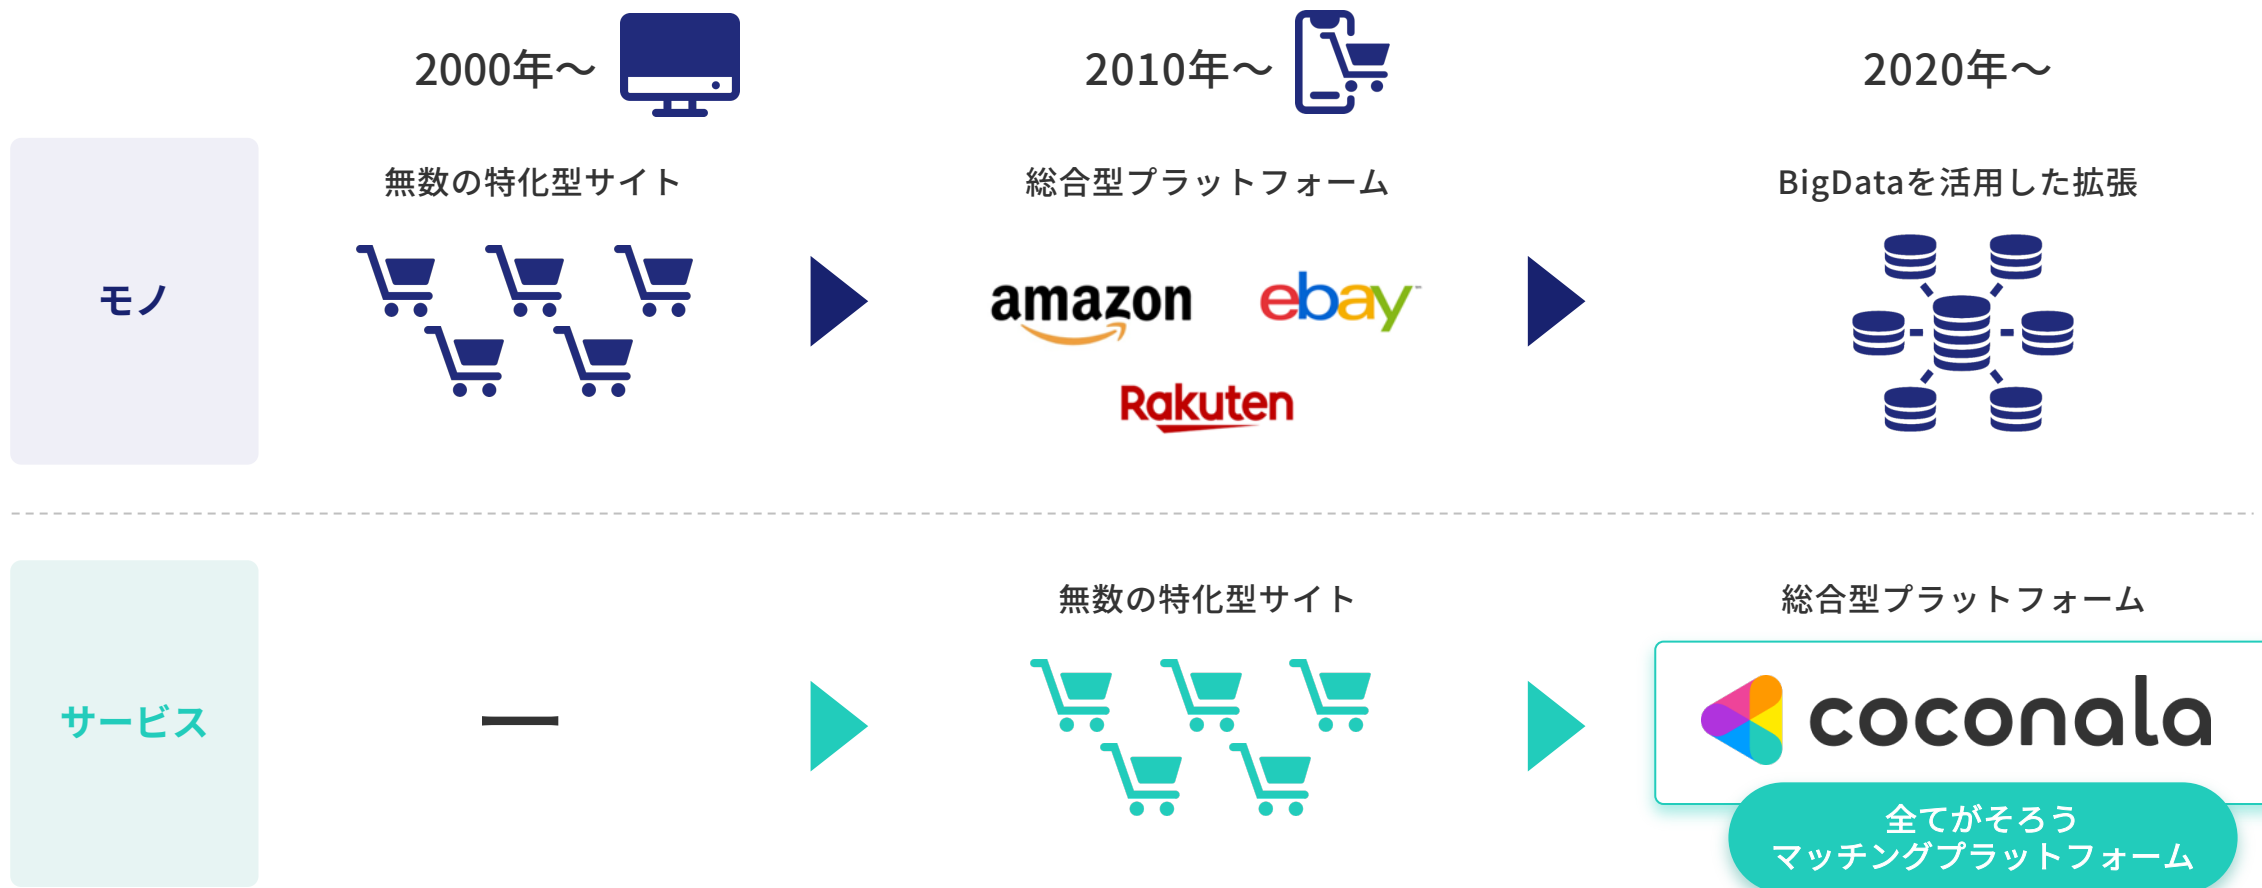 2000年〜
2010年〜
2020年〜
モノ
無数の特化型サイト
総合型プラットフォーム
amazon
ebay™
Rakuten
BigDataを活用した拡張
サービス
ー
無数の特化型サイト
総合型プラットフォーム
coconala
全てがそろう
マッチングプラットフォーム